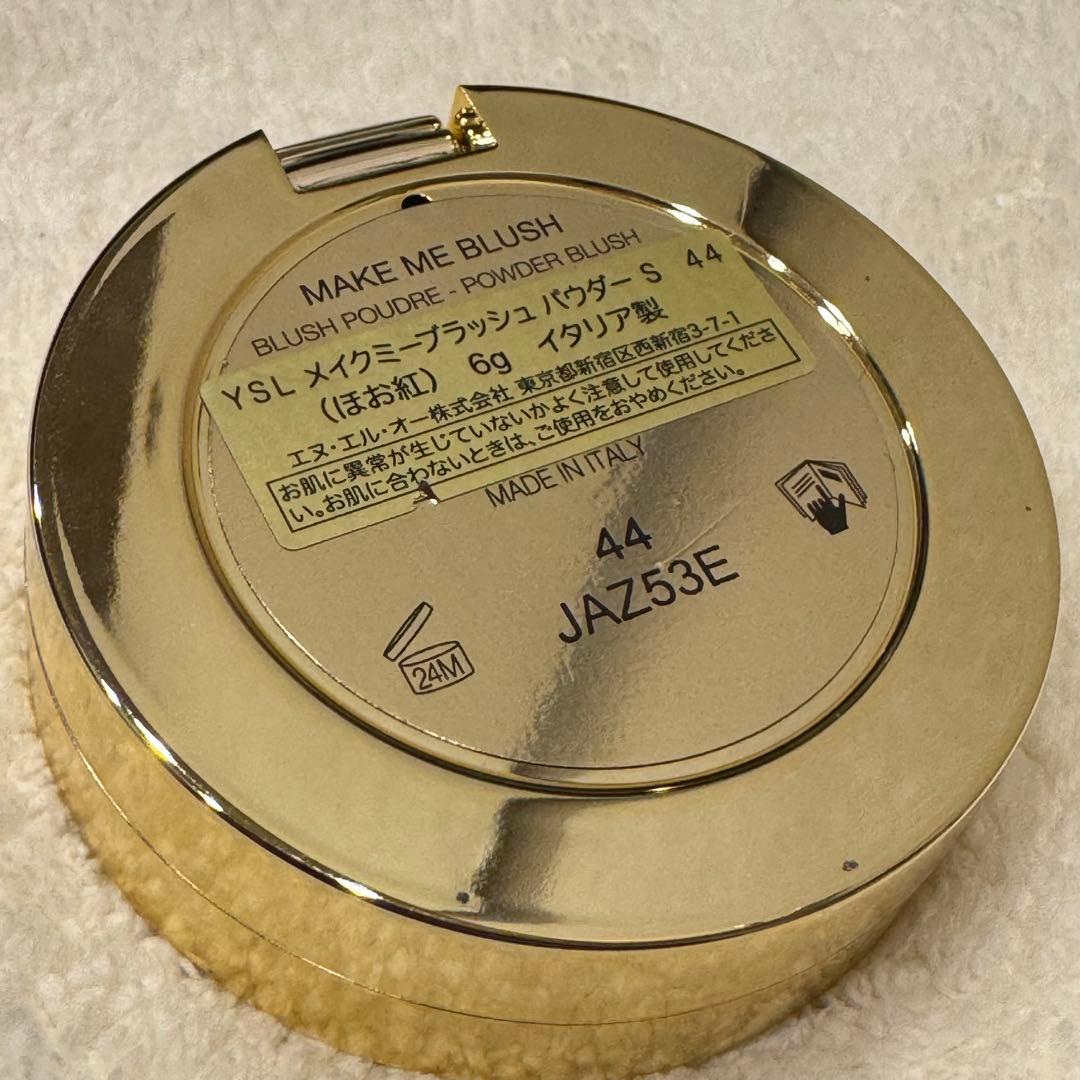 MAKE ME BLUSH
BLUSH POUDRE - POWDER BLUSH
YSL メイクミーブラッシュ パウダー S 44
(ほお紅) 6g イタリア製
エヌ・エル・オー株式会社 東京都新宿区西新宿3-7-1
お肌に異常が生じていないかよく注意して使用してくださ
い。お肌に合わないときは、ご使用をおやめください。
MADE IN ITALY
44
JAZ53E
24M